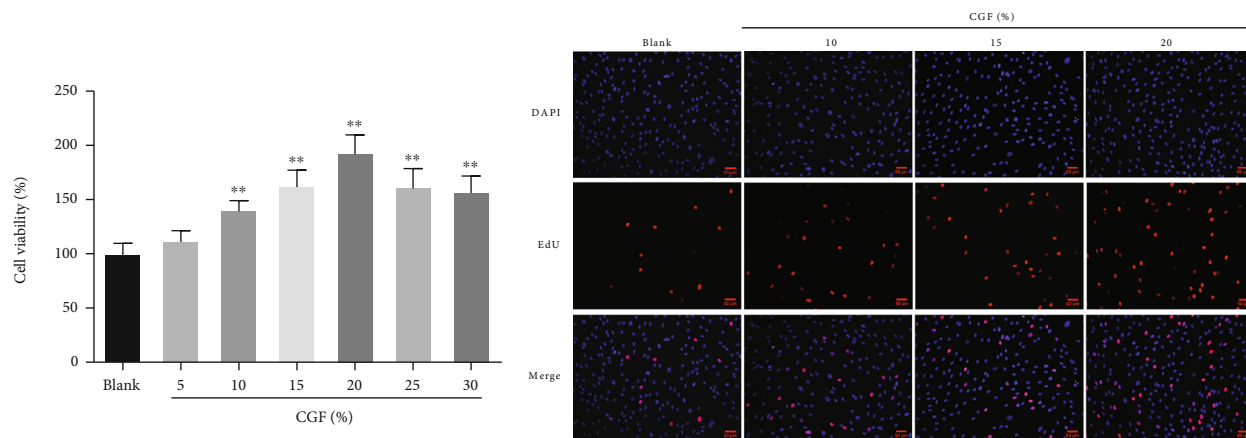 250
200
150
100
50
0
Cell viability (%)
**
**
**
**
**
Blank 5 10 15 20 25 30
CGF (%)
CGF (%)
Blank 10 15 20
DAPI
EdU
Merge